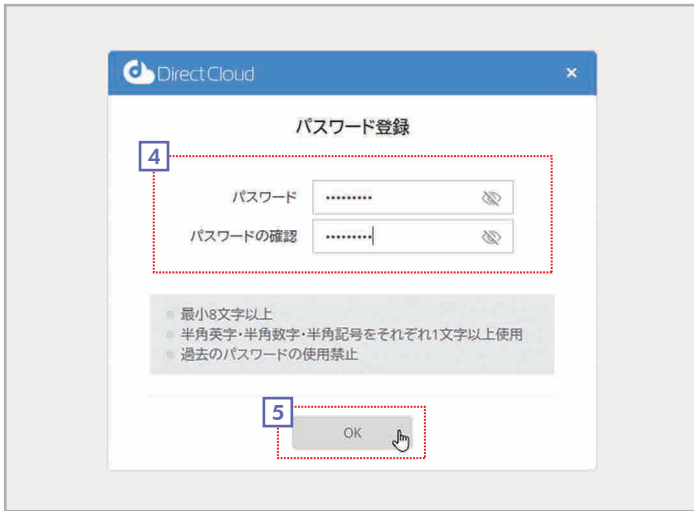 DirectCloud ×
パスワード登録
4
パスワード •••••••••
パスワードの確認 •••••••••
最小8文字以上
半角英字・半角数字・半角記号をそれぞれ1文字以上使用
過去のパスワードの使用禁止
5
OK